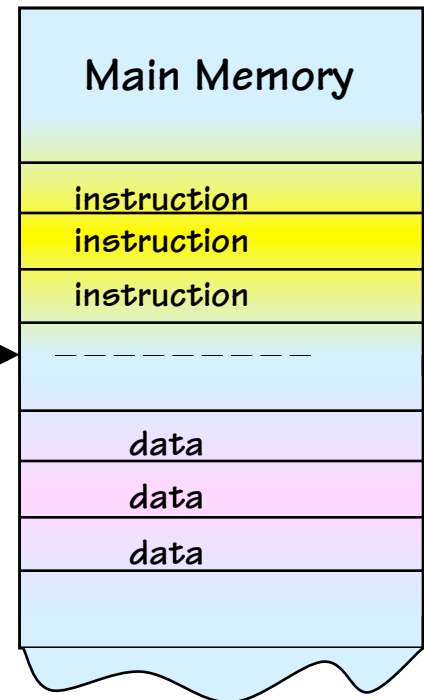 Main Memory
instruction
instruction
instruction
data
data
data